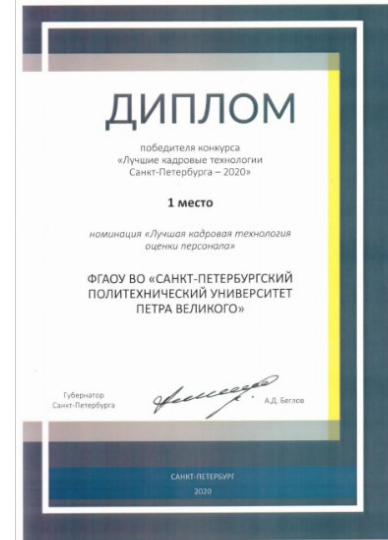 ДИПЛОМ
победителя конкурса
«Лучшие кадровые технологии
Санкт-Петербурга – 2020»
1 место
номинация «Лучшая кадровая технология
оценки персонала»
ФГАОУ ВО «САНКТ-ПЕТЕРБУРГСКИЙ
ПОЛИТЕХНИЧЕСКИЙ УНИВЕРСИТЕТ
ПЕТРА ВЕЛИКОГО»
Губернатор
Санкт-Петербурга
А.Д. Беглов
САНКТ-ПЕТЕРБУРГ
2020